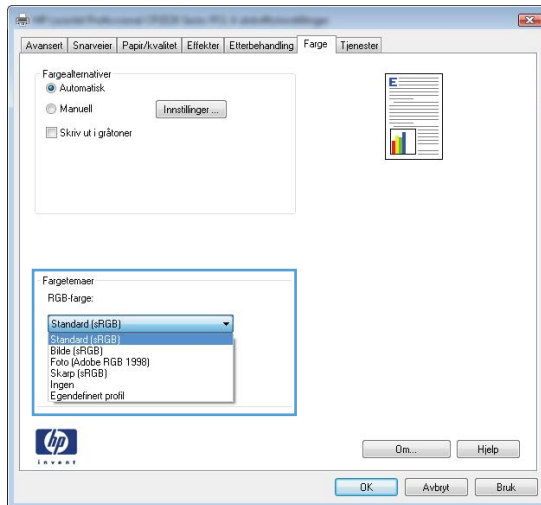 Avansert Snarveier Papir/kvalitet Effekter Etterbehandling Farge Tjenester
Fargealternativer
Automatisk
Manuell
Innstillinger ...
Skriv ut i gråtoner
E
Fargetemaer
RGB-farge:
Standard (sRGB)
Standard (sRGB)
Bilde (sRGB)
Foto (Adobe RGB 1998)
Skarp (sRGB)
Ingen
Egendefinert profil
hp
invent
Om... Hjelp
OK Avbryt Bruk